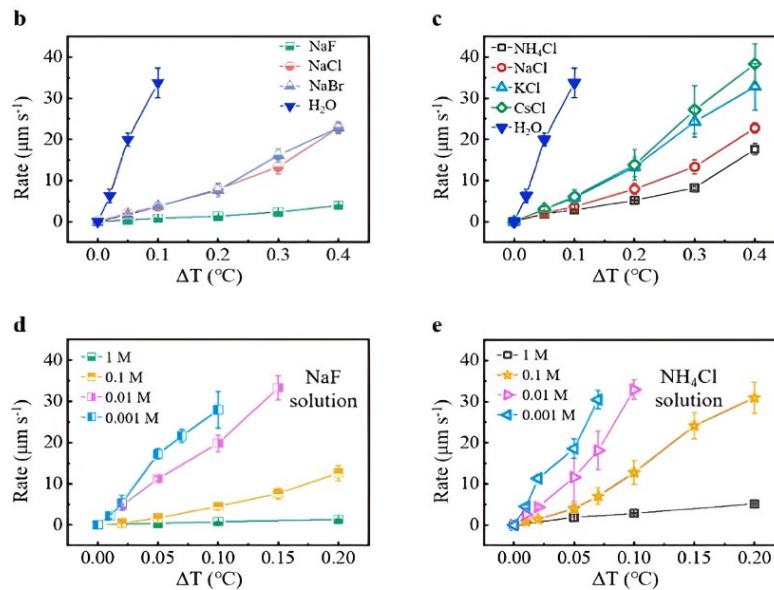 b
Rate (μm s⁻¹)
40
30
20
10
0
NaF
NaCl
NaBr
H₂O
0.0 0.1 0.2 0.3 0.4
ΔT (°C)
c
Rate (μm s⁻¹)
40
30
20
10
0
NH₄Cl
NaCl
KCl
CsCl
H₂O
0.0 0.1 0.2 0.3 0.4
ΔT (°C)
d
Rate (μm s⁻¹)
40
30
20
10
0
1 M
0.1 M
0.01 M
0.001 M
NaF
solution
0.00 0.05 0.10 0.15 0.20
ΔT (°C)
e
Rate (μm s⁻¹)
40
30
20
10
0
1 M
0.1 M
0.01 M
0.001 M
NH₄Cl
solution
0.00 0.05 0.10 0.15 0.20
ΔT (°C)